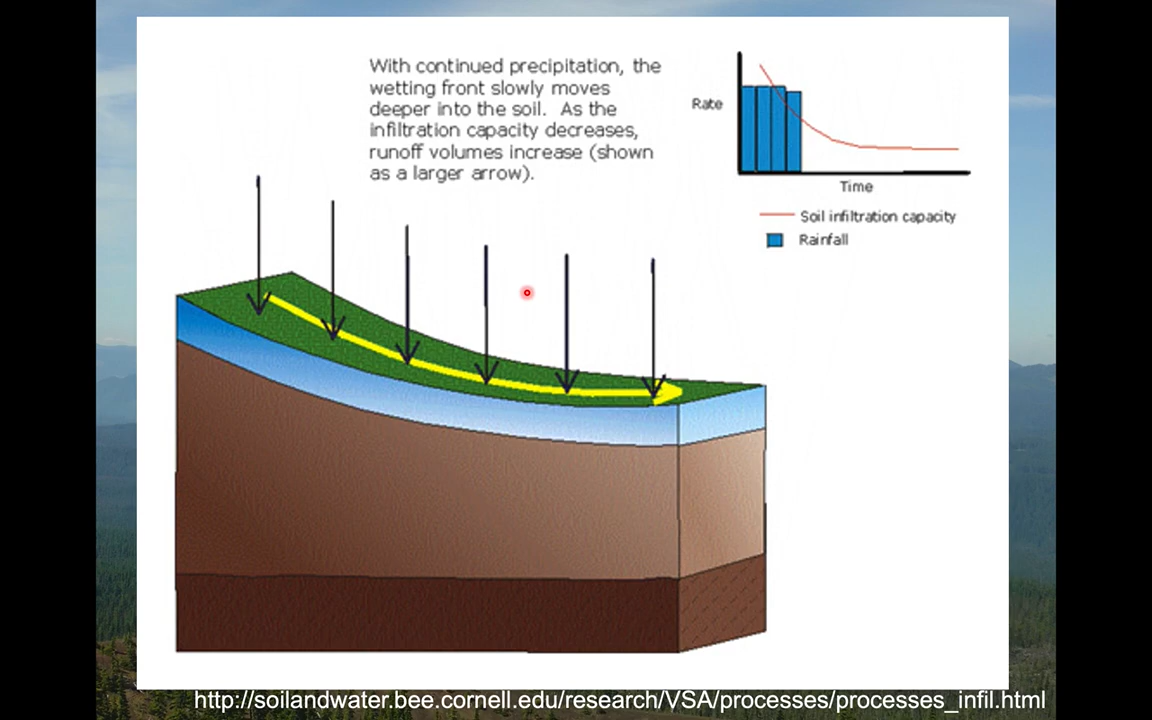 With continued precipitation, the
wetting front slowly moves
deeper into the soil. As the
infiltration capacity decreases,
runoff volumes increase (shown
as a larger arrow).
Rate
Time
Soil infiltration capacity
Rainfall
http://soilandwater.bee.cornell.edu/research/VSA/processes/processes_infil.html